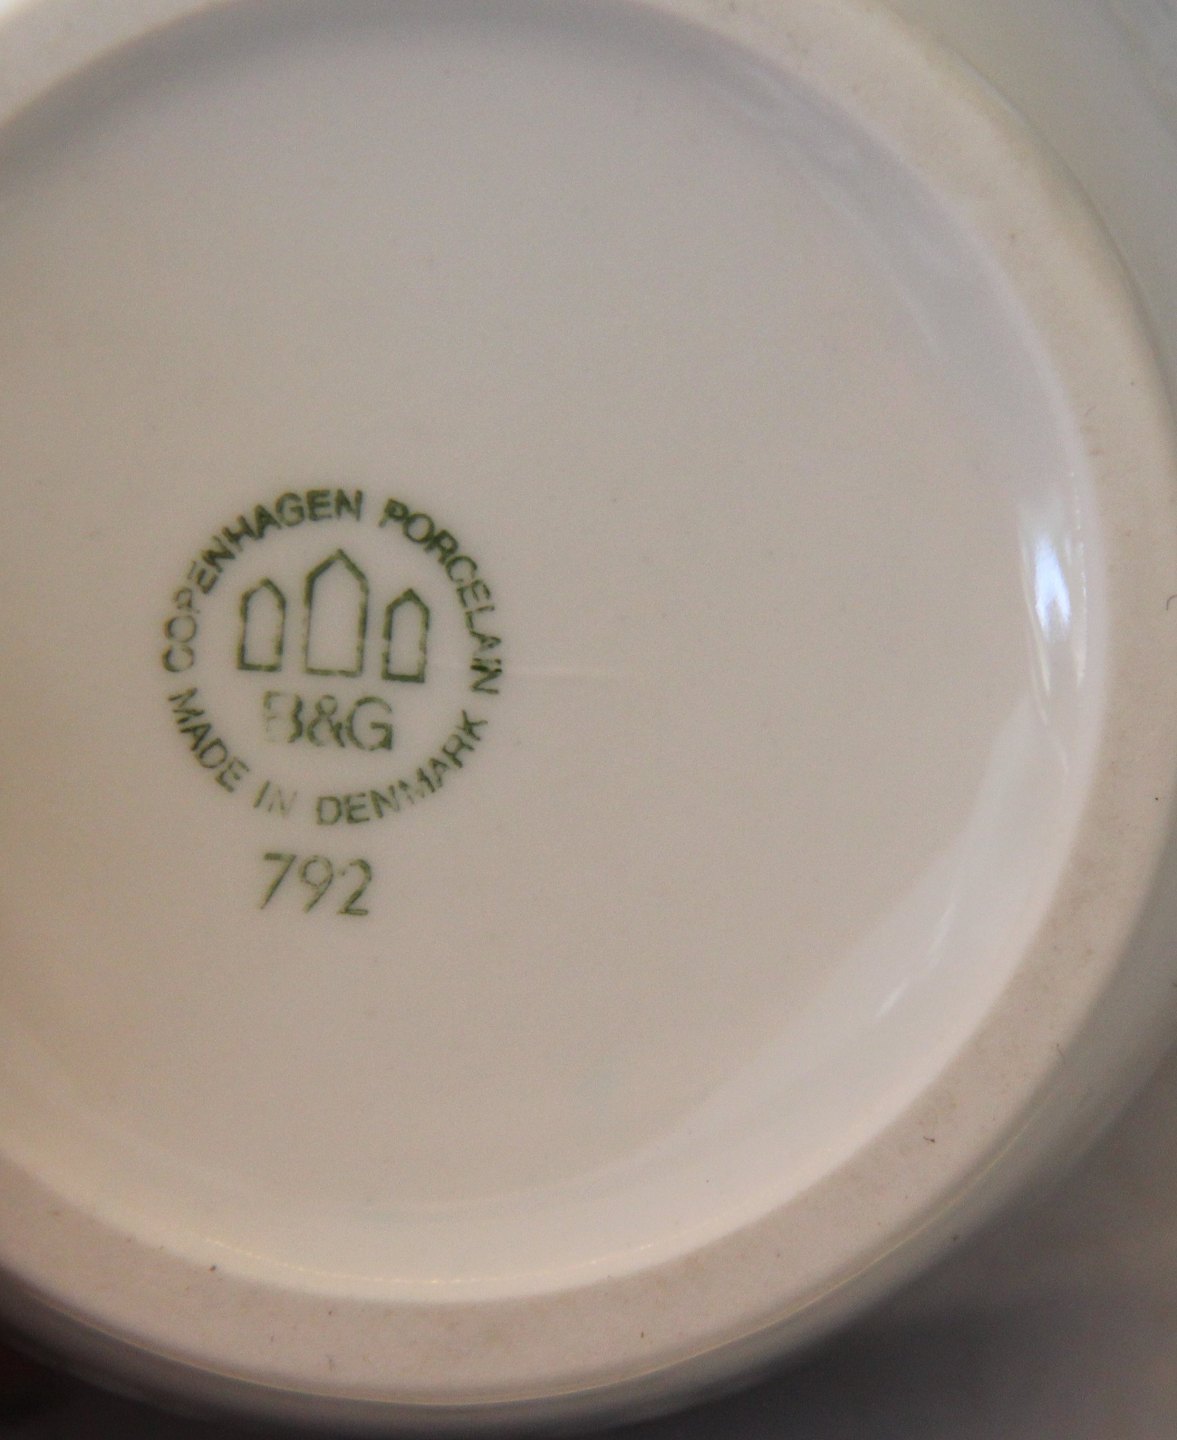 COPENHAGEN PORCELAIN
B&G
MADE IN DENMARK
792